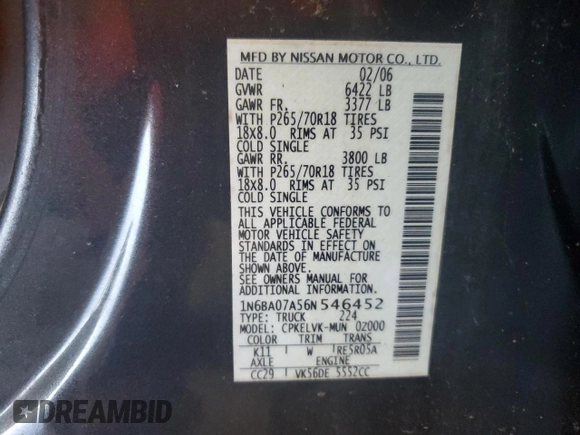 MFD BY NISSAN MOTOR CO., LTD.
DATE 02/06
GVWR 6422 LB
GAWR FR. 3377 LB
WITH P265/70R18 TIRES
18X8.0 RIMS AT 35 PSI
COLD SINGLE
GAWR RR. 3800 LB
WITH P265/70R18 TIRES
18X8.0 RIMS AT 35 PSI
COLD SINGLE
THIS VEHICLE CONFORMS TO
ALL APPLICABLE FEDERAL
MOTOR VEHICLE SAFETY
STANDARDS IN EFFECT ON
THE DATE OF MANUFACTURE
SHOWN ABOVE.
SEE OWNERS MANUAL FOR
ADDITIONAL INFORMATION.
1N6BA07A56N546452
TYPE: TRUCK 224
MODEL: CPKELVK-MUN 02000
COLOR TRIM TRANS
K11 W RE5R05A
AXLE ENGINE
CC29 VK56DE 5552CC
DREAMBID